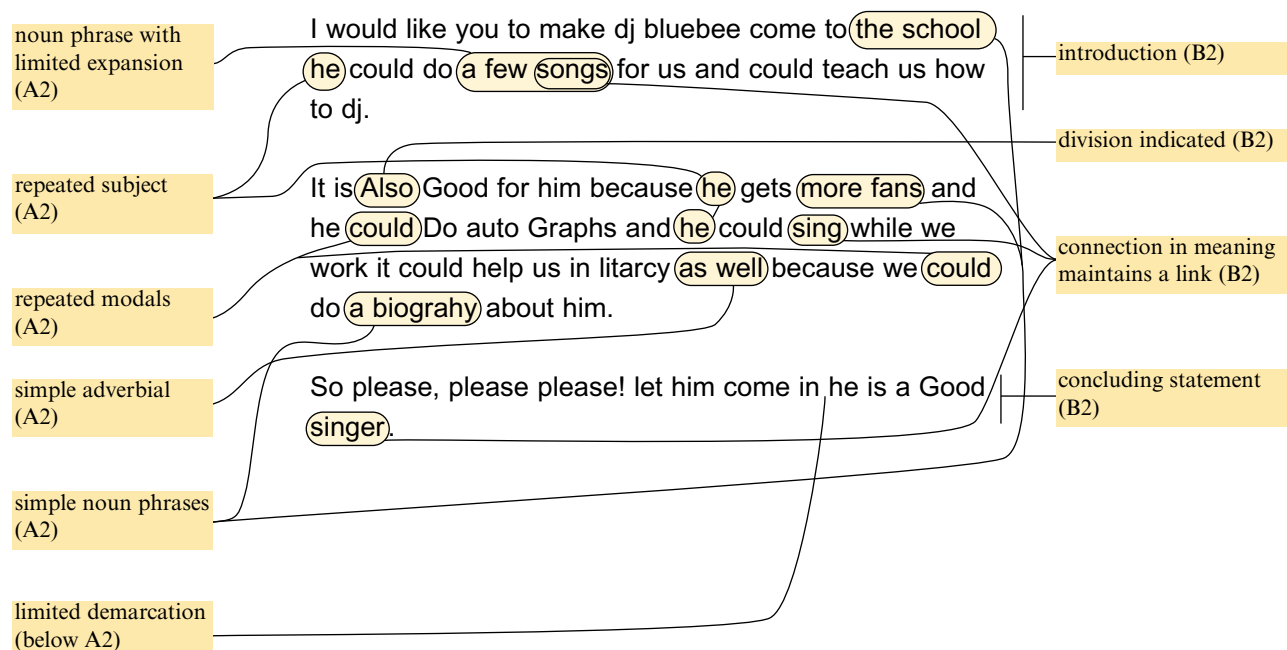 noun phrase with
limited expansion
(A2)
repeated subject
(A2)
repeated modals
(A2)
simple adverbial
(A2)
simple noun phrases
(A2)
limited demarcation
(below A2)
I would like you to make dj bluebee come to the school
he could do a few songs for us and could teach us how
to dj.
It is Also Good for him because he gets more fans and
he could Do auto Graphs and he could sing while we
work it could help us in litarcy as well because we could
do a biograhy about him.
So please, please please! let him come in he is a Good
singer.
introduction (B2)
division indicated (B2)
connection in meaning
maintains a link (B2)
concluding statement
(B2)